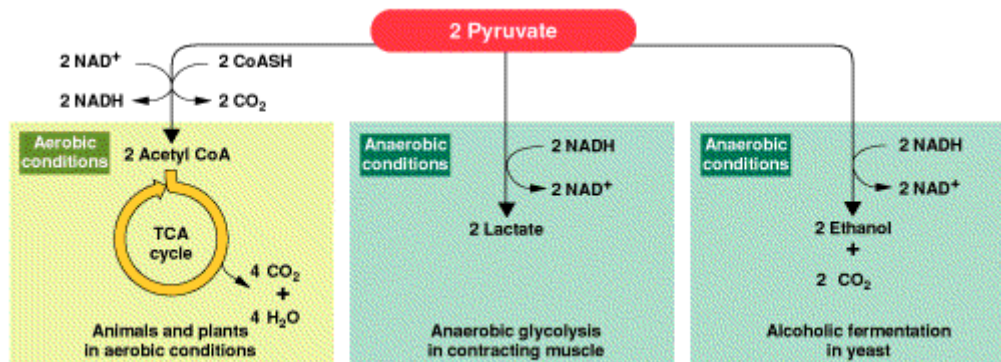 2 Pyruvate
2 NAD⁺
2 CoASH
2 NADH
2 CO₂
Aerobic
conditions
2 Acetyl CoA
TCA
cycle
4 CO₂
+
4 H₂O
Animals and plants
in aerobic conditions
Anaerobic
conditions
2 NADH
2 NAD⁺
2 Lactate
Anaerobic glycolysis
in contracting muscle
Anaerobic
conditions
2 NADH
2 NAD⁺
2 Ethanol
+
2 CO₂
Alcoholic fermentation
in yeast